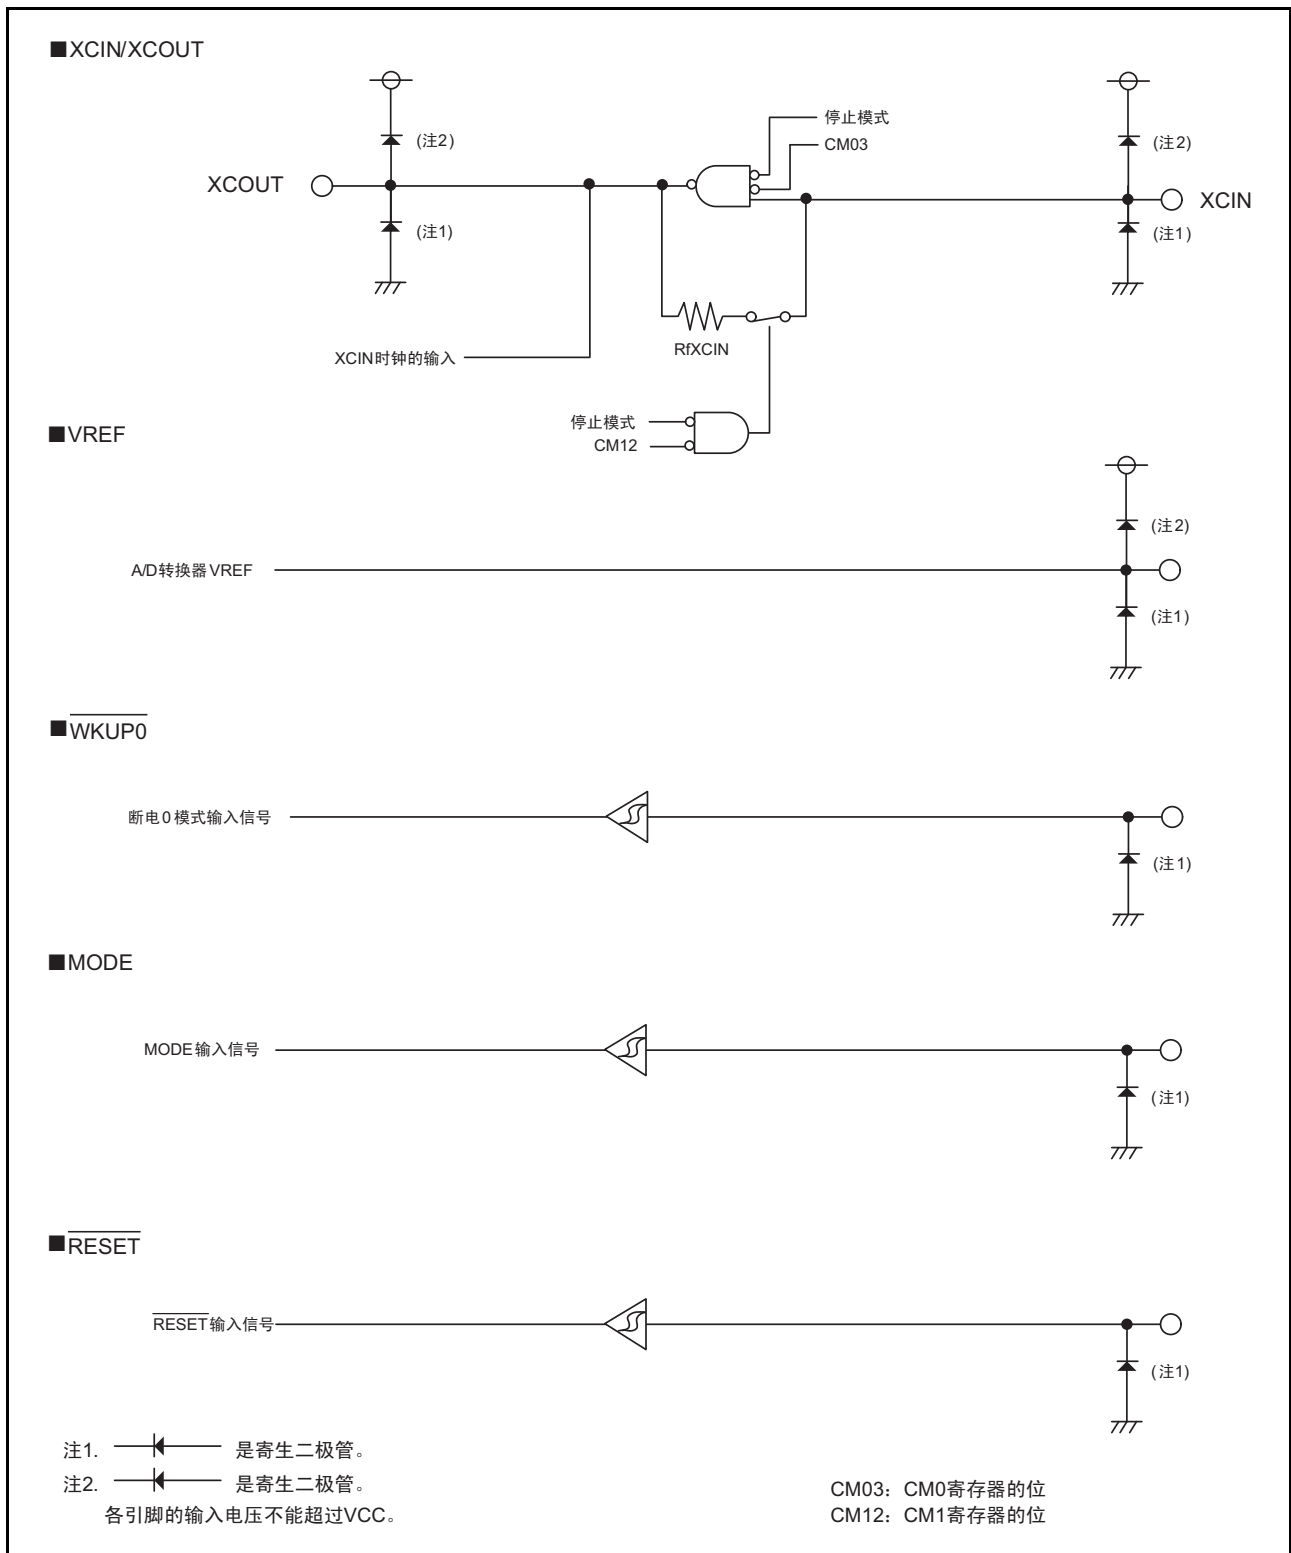 ■XCIN/XCOUT
停止模式
CM03
(注2)
(注2)
XCOUT
XCIN
(注1)
(注1)
RfXCIN
XCIN时钟的输入
停止模式
CM12
■VREF
(注2)
A/D转换器VREF
(注1)
■WKUP0
断电0模式输入信号
(注1)
■MODE
MODE输入信号
(注1)
■RESET
RESET输入信号
(注1)
注1. 是寄生二极管。
注2. 是寄生二极管。
各引脚的输入电压不能超过VCC。
CM03：CM0寄存器的位
CM12：CM1寄存器的位